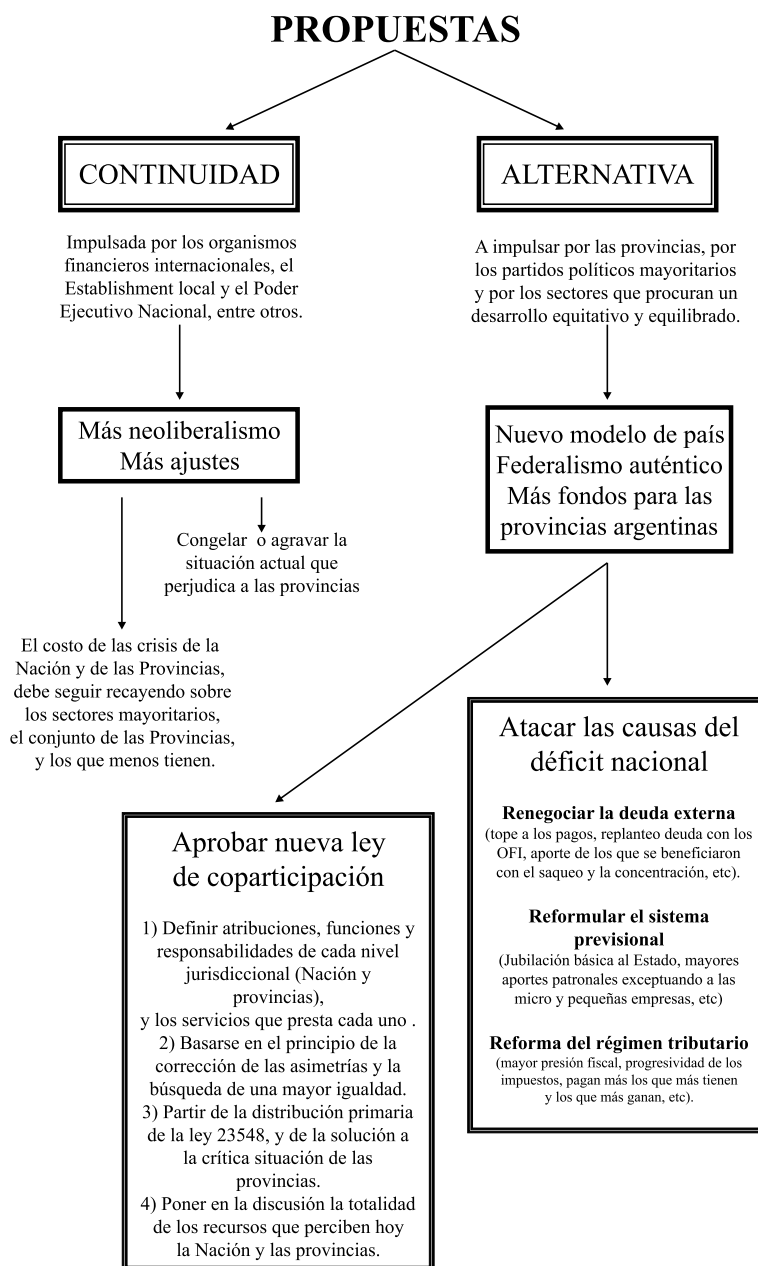 PROPUESTAS
CONTINUIDAD
Impulsada por los organismos
financieros internacionales, el
Establishment local y el Poder
Ejecutivo Nacional, entre otros.
Más neoliberalismo
Más ajustes
Congelar o agravar la
situación actual que
perjudica a las provincias
El costo de las crisis de la
Nación y de las Provincias,
debe seguir recayendo sobre
los sectores mayoritarios,
el conjunto de las Provincias,
y los que menos tienen.
ALTERNATIVA
A impulsar por las provincias, por
los partidos políticos mayoritarios
y por los sectores que procuran un
desarrollo equitativo y equilibrado.
Nuevo modelo de país
Federalismo auténtico
Más fondos para las
provincias argentinas
Aprobar nueva ley
de coparticipación
1) Definir atribuciones, funciones y
responsabilidades de cada nivel
jurisdiccional (Nación y
provincias),
y los servicios que presta cada uno .
2) Basarse en el principio de la
corrección de las asimetrías y la
búsqueda de una mayor igualdad.
3) Partir de la distribución primaria
de la ley 23548, y de la solución a
la crítica situación de las
provincias.
4) Poner en la discusión la totalidad
de los recursos que perciben hoy
la Nación y las provincias.
Atacar las causas del
déficit nacional
Renegociar la deuda externa
(tope a los pagos, replanteo deuda con los
OFI, aporte de los que se beneficiaron
con el saqueo y la concentración, etc).
Reformular el sistema
previsional
(Jubilación básica al Estado, mayores
aportes patronales exceptuando a las
micro y pequeñas empresas, etc)
Reforma del régimen tributario
(mayor presión fiscal, progresividad de los
impuestos, pagan más los que más tienen
y los que más ganan, etc).